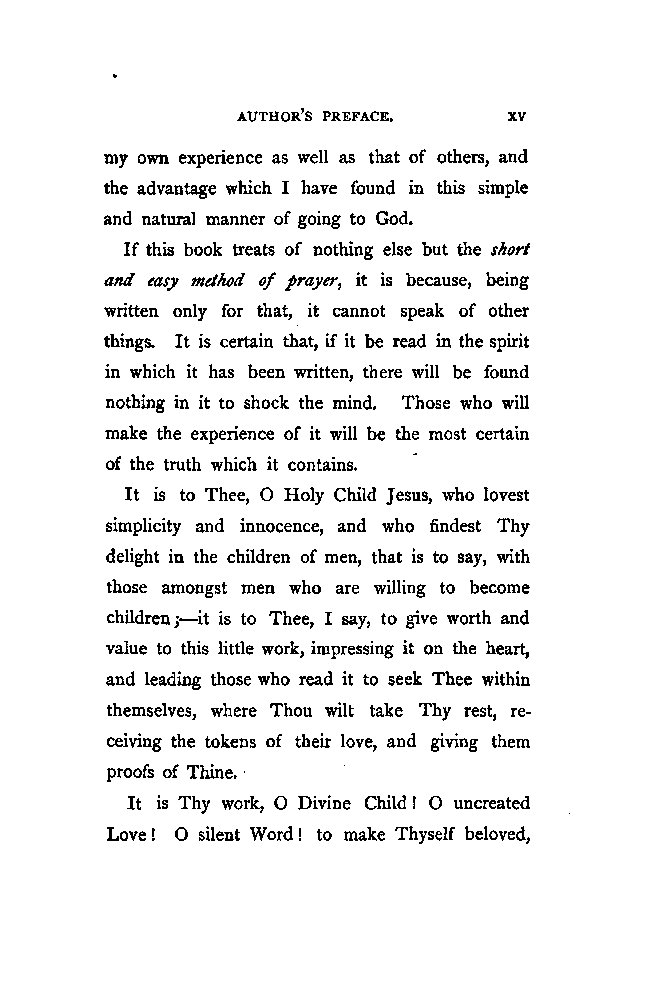 AUTHOR'S PREFACE. XV
my own experience as well as that of others, and
the advantage which I have found in this simple
and natural manner of going to God.
If this book treats of nothing else but the short
and easy method of prayer, it is because, being
written only for that, it cannot speak of other
things. It is certain that, if it be read in the spirit
in which it has been written, there will be found
nothing in it to shock the mind. Those who will
make the experience of it will be the most certain
of the truth which it contains.
It is to Thee, O Holy Child Jesus, who lovest
simplicity and innocence, and who findest Thy
delight in the children of men, that is to say, with
those amongst men who are willing to become
children;—it is to Thee, I say, to give worth and
value to this little work, impressing it on the heart,
and leading those who read it to seek Thee within
themselves, where Thou wilt take Thy rest, re-
ceiving the tokens of their love, and giving them
proofs of Thine.
It is Thy work, O Divine Child! O uncreated
Love! O silent Word! to make Thyself beloved,